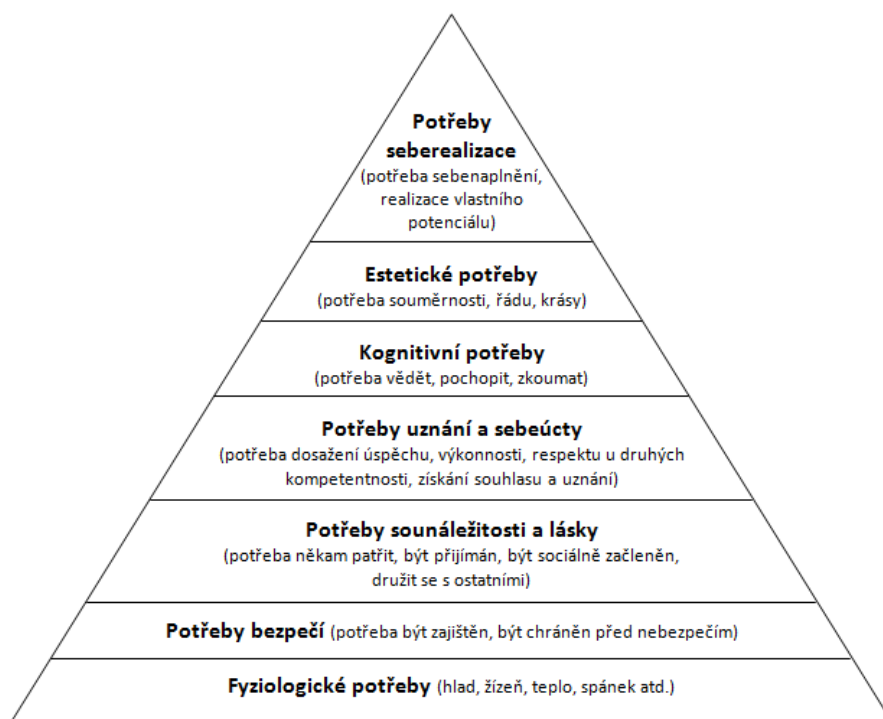 Potřeby
seberealizace
(potřeba sebenaplnění,
realizace vlastního
potenciálu)
Estetické potřeby
(potřeba souměrnosti, řádu, krásy)
Kognitivní potřeby
(potřeba vědět, pochopit, zkoumat)
Potřeby uznání a sebeúcty
(potřeba dosažení úspěchu, výkonnosti, respektu u druhých
kompetentnosti, získání souhlasu a uznání)
Potřeby sounáležitosti a lásky
(potřeba někam patřit, být přijímán, být sociálně začleněn,
družit se s ostatními)
Potřeby bezpečí (potřeba být zajištěn, být chráněn před nebezpečím)
Fyziologické potřeby (hlad, žízeň, teplo, spánek atd.)